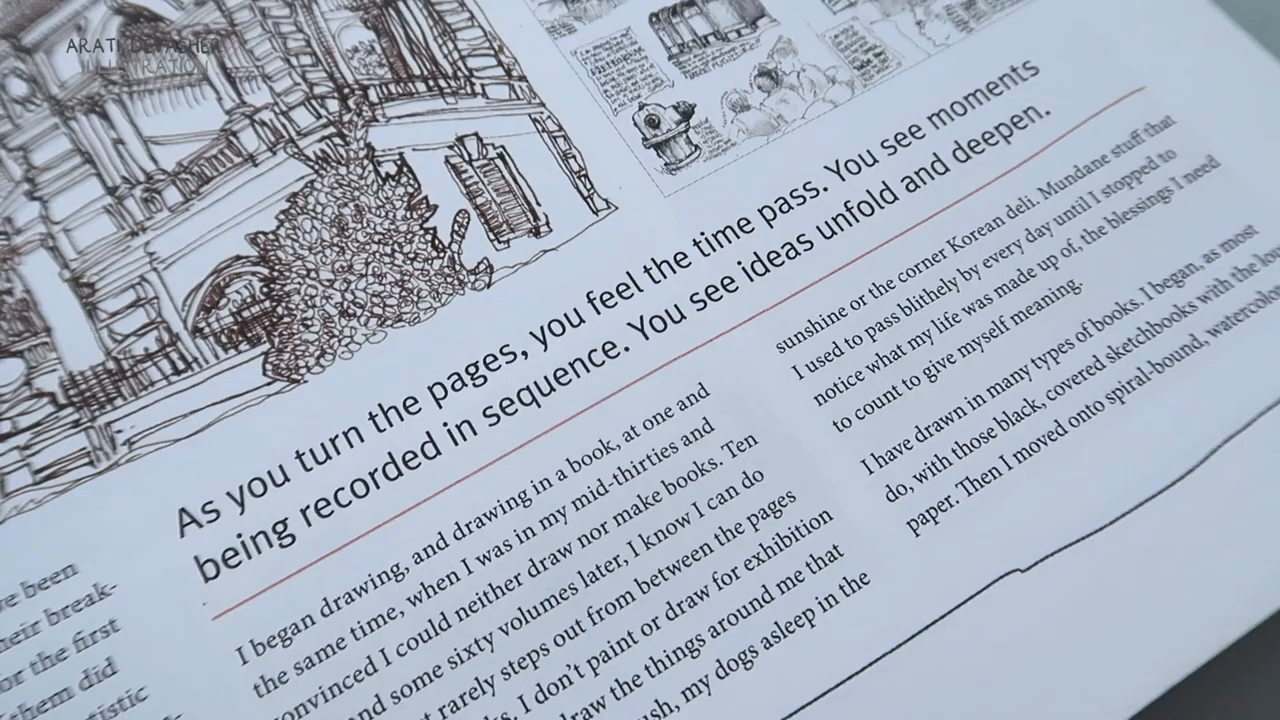 ARATI DEVASHER
ILLUSTRATION
As you turn the pages, you feel the time pass. You see moments
being recorded in sequence. You see ideas unfold and deepen.
been
break-
or the first
them did
I began drawing, and drawing in a book, at one and
the same time, when I was in my mid-thirties and
convinced I could neither draw nor make books. Ten
and some sixty volumes later, I know I can do
rarely steps out from between the pages
I don't paint or draw for exhibition
the things around me that
my dogs asleep in the
sunshine or the corner Korean deli. Mundane stuff that
I used to pass blithely by every day until I stopped to
notice what my life was made up of, the blessings I need
to count to give myself meaning.
I have drawn in many types of books. I began, as most
do, with those black, covered sketchbooks with the
paper. Then I moved onto spiral-bound,